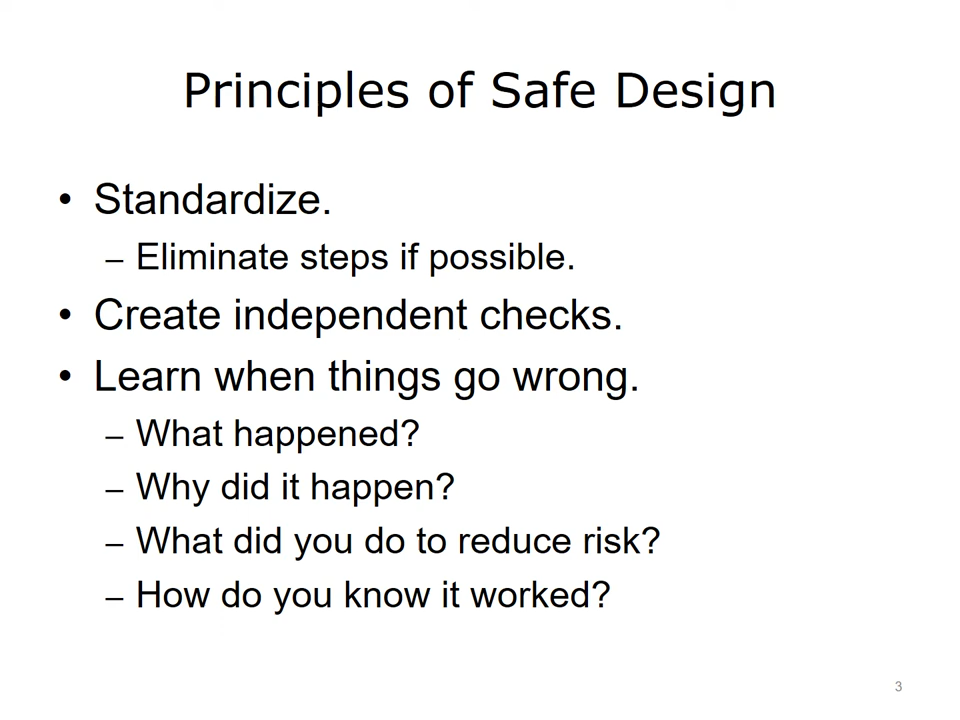 Principles of Safe Design
• Standardize.
– Eliminate steps if possible.
• Create independent checks.
• Learn when things go wrong.
– What happened?
– Why did it happen?
– What did you do to reduce risk?
– How do you know it worked?
3